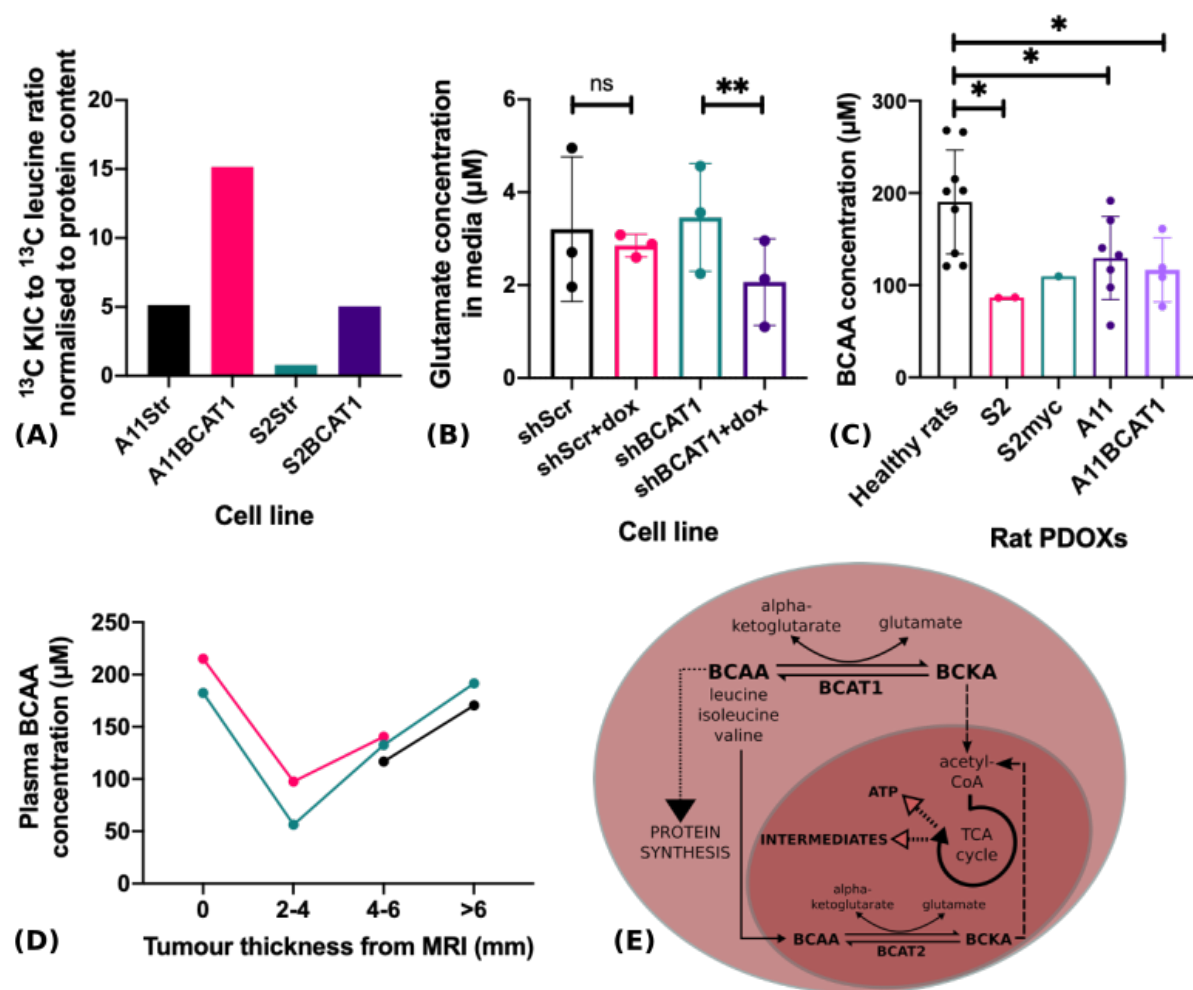 ¹³C KIC to ¹³C leucine ratio
normalised to protein content
20
15
10
5
0
A11Str
A11BCAT1
S2Str
S2BCAT1
(A)
Cell line
Glutamate concentration
in media (µM)
6
4
2
0
ns
**
shScr
shScr+dox
shBCAT1
shBCAT1+dox
(B)
Cell line
BCAA concentration (µM)
300
200
100
0
*
*
*
Healthy rats
S2
S2myc
A11
A11BCAT1
(C)
Rat PDOXs
Plasma BCAA
concentration (µM)
250
200
150
100
50
0
0
2-4
4-6
>6
(D)
Tumour thickness from MRI (mm)
alpha-
ketoglutarate
glutamate
BCAA
BCKA
BCAT1
leucine
isoleucine
valine
acetyl-
CoA
ATP
INTERMEDIATES
TCA
cycle
PROTEIN
SYNTHESIS
alpha-
ketoglutarate
glutamate
BCAA
BCKA
BCAT2
(E)